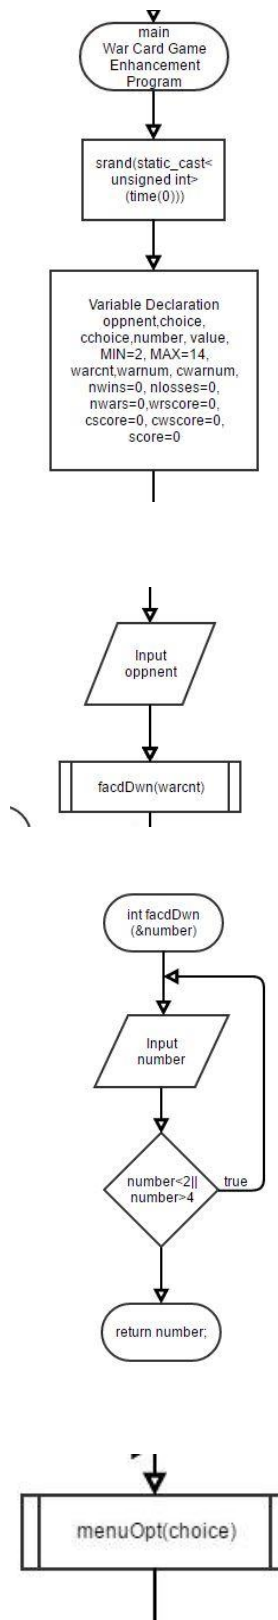 main
War Card Game
Enhancement
Program
srand(static_cast<
unsigned int>
(time(0)))
Variable Declaration
oppnent,choice,
cchoice,number, value,
MIN=2, MAX=14,
warcnt,warnum, cwarnum,
nwins=0, nlosses=0,
nwars=0,wrscore=0,
cscore=0, cwscore=0,
score=0
Input
oppnent
facdDwn(warcnt)
int facdDwn
(&number)
Input
number
number<2||
number>4
true
return number;
menuOpt(choice)